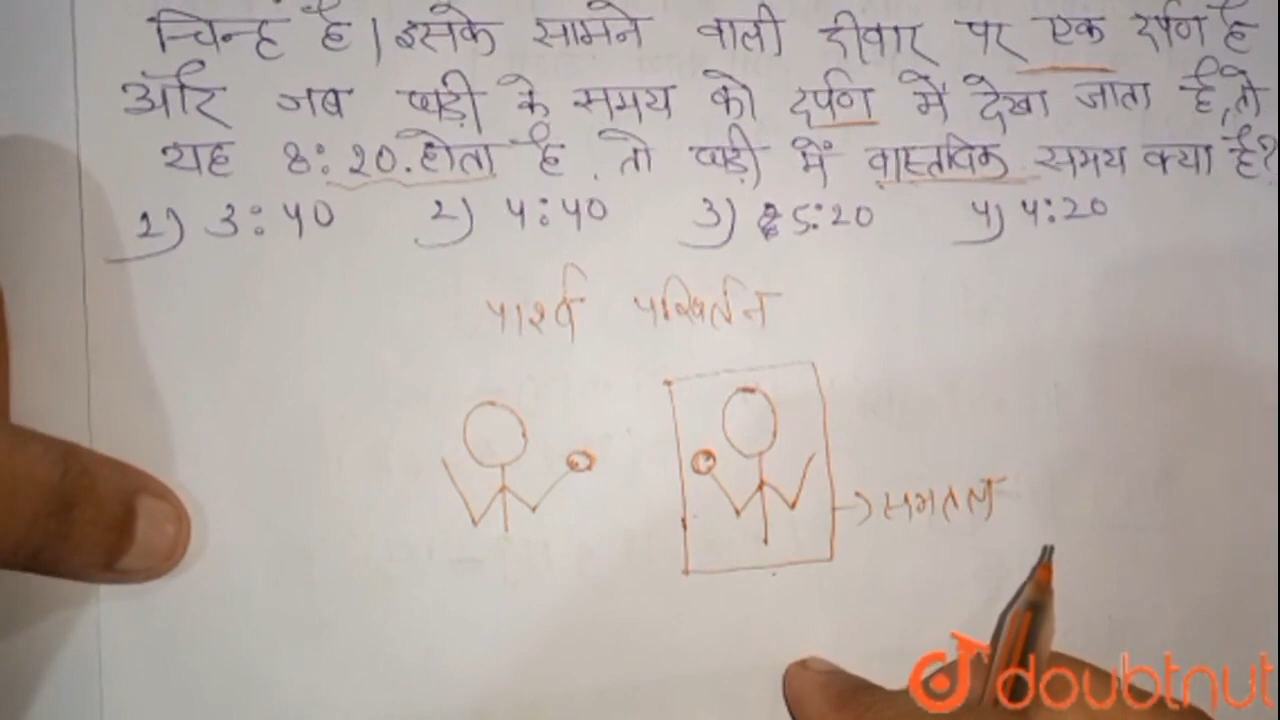 चिन्ह है। इसके सामने वाली दीवार पर एक दर्पण है
और जब घड़ी के समय को दर्पण में देखा जाता है, तो
यह 8:20. होता है . तो घड़ी में वास्तविक समय क्या है?
1) 3:40 2) 4:40 3) 5:20 4) 4:20
पार्श्व परिवर्तन
समतल
doubtnut